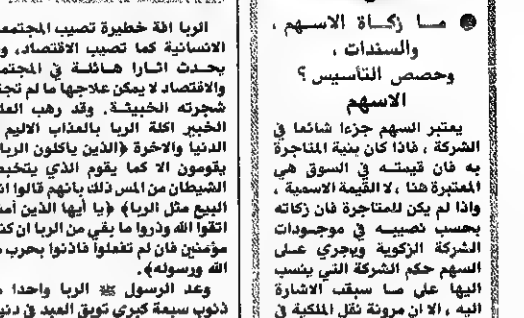 ما زكاة الاسهم ،
والسندات ،
وحصص التأسيس ؟
الاسهم
يعتبر السهم جزءا شائعا في
الشركة ، فاذا كان بنية المتاجرة
به فان قيمته في السوق هي
المعتبرة هنا ، لا القيمة الاسمية ،
واذا لم يكن للمتاجرة فان زكاته
بحسب نصيبه في موجودات
الشركة الزكوية ويجري على
السهم حكم الشركة التي ينسب
اليها على ما سبقت الاشارة
اليه ، الا ان مرونة نقل الملكية في
الربا افة خطيرة تصيب المجتمعا
الانسانية كما تصيب الاقتصاد، و
يحدث اثارا هائلة في المجتم
والاقتصاد لا يمكن علاجها ما لم تجت
شجرته الخبيثة. وقد رهب العل
الخبير اكلة الربا بالعذاب الاليم
الدنيا والاخرة ﴿الذين ياكلون الربا
يقومون الا كما يقوم الذي يتخبط
الشيطان من المس ذلك بأنهم قالوا ان
البيع مثل الربا﴾ ﴿يا أيها الذين آمن
اتقوا الله وذروا ما بقي من الربا ان كن
مؤمنين فان لم تفعلوا فاذنوا بحرب م
الله ورسوله﴾.
وعد الرسول ﷺ الربا واحدا م
ذنوب سبعة كبرى توبق العبد في دني